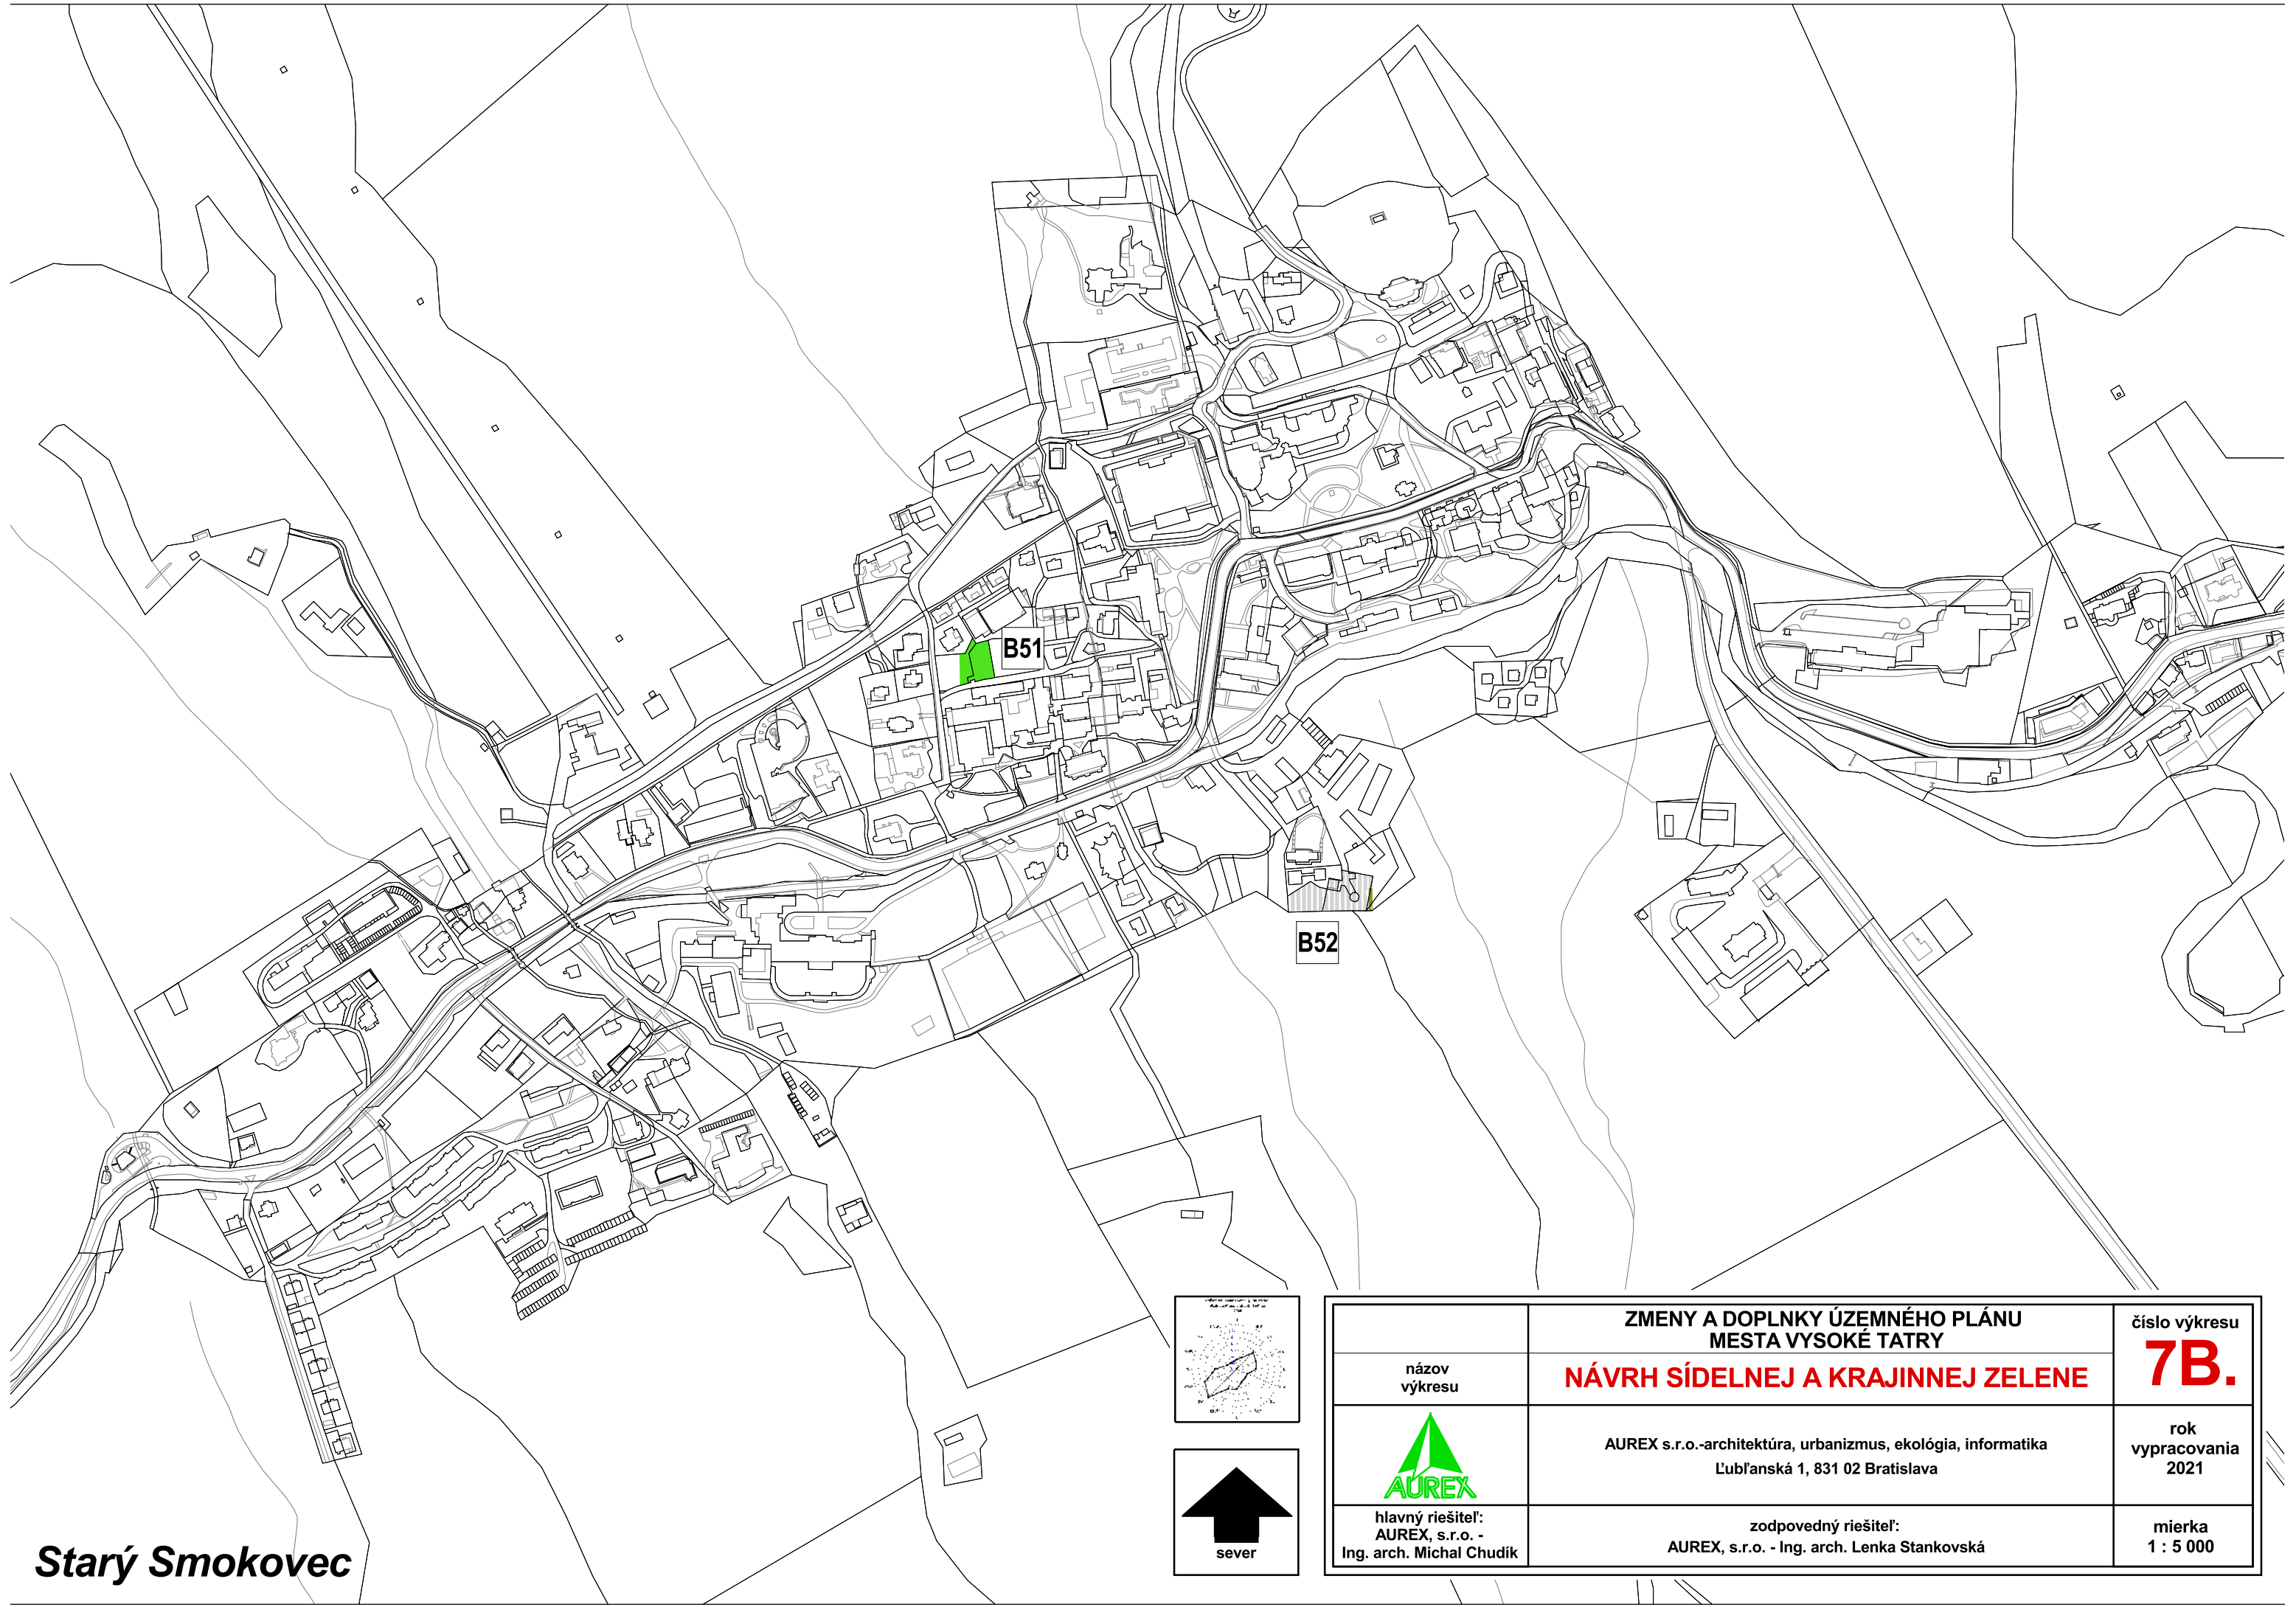 B51
B52
ZMENY A DOPLNKY ÚZEMNÉHO PLÁNU
MESTA VYSOKÉ TATRY
číslo výkresu
7B.
názov
výkresu
NÁVRH SÍDELNEJ A KRAJINNEJ ZELENE
AUREX
AUREX s.r.o.-architektúra, urbanizmus, ekológia, informatika
Ľubľanská 1, 831 02 Bratislava
rok
vypracovania
2021
hlavný riešiteľ:
AUREX, s.r.o. -
Ing. arch. Michal Chudík
zodpovedný riešiteľ:
AUREX, s.r.o. - Ing. arch. Lenka Stankovská
mierka
1 : 5 000
sever
Starý Smokovec